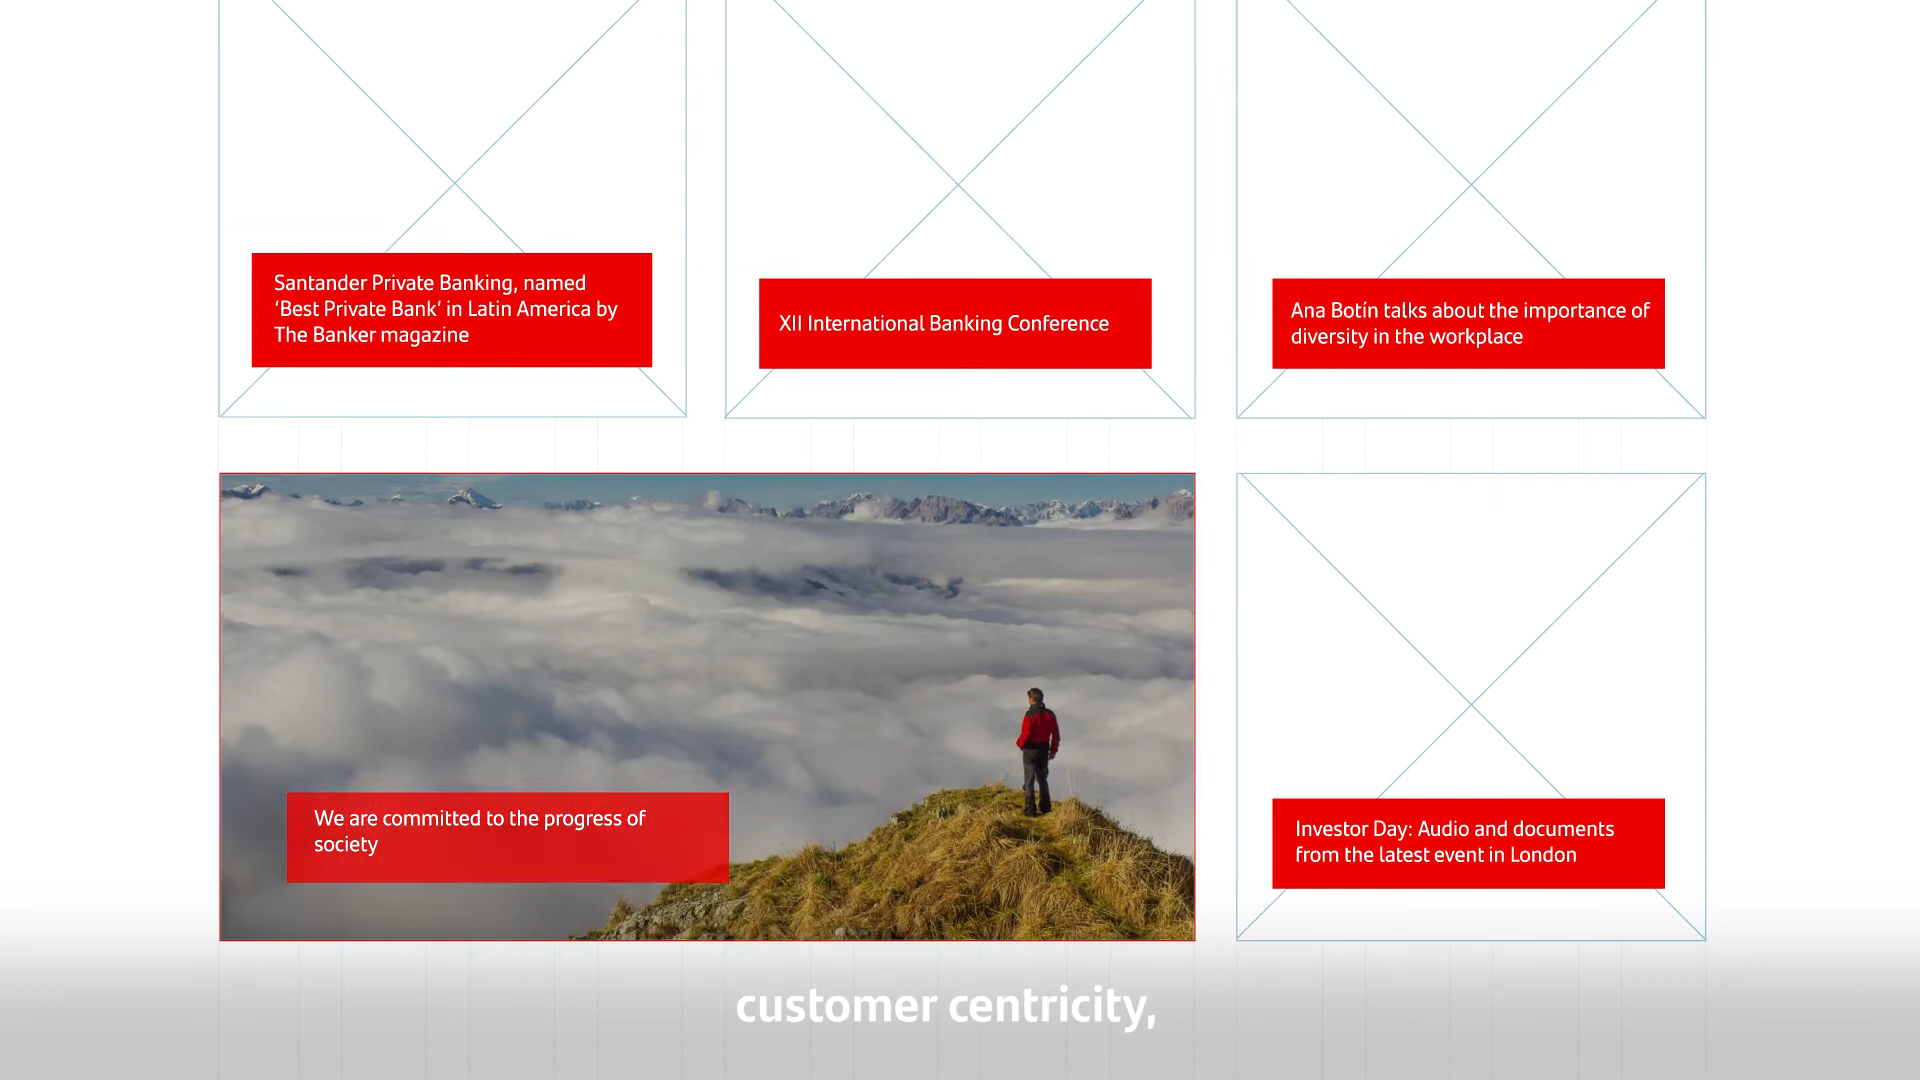 Santander Private Banking, named
‘Best Private Bank’ in Latin America by
The Banker magazine
XII International Banking Conference
Ana Botín talks about the importance of
diversity in the workplace
We are committed to the progress of
society
Investor Day: Audio and documents
from the latest event in London
customer centricity,